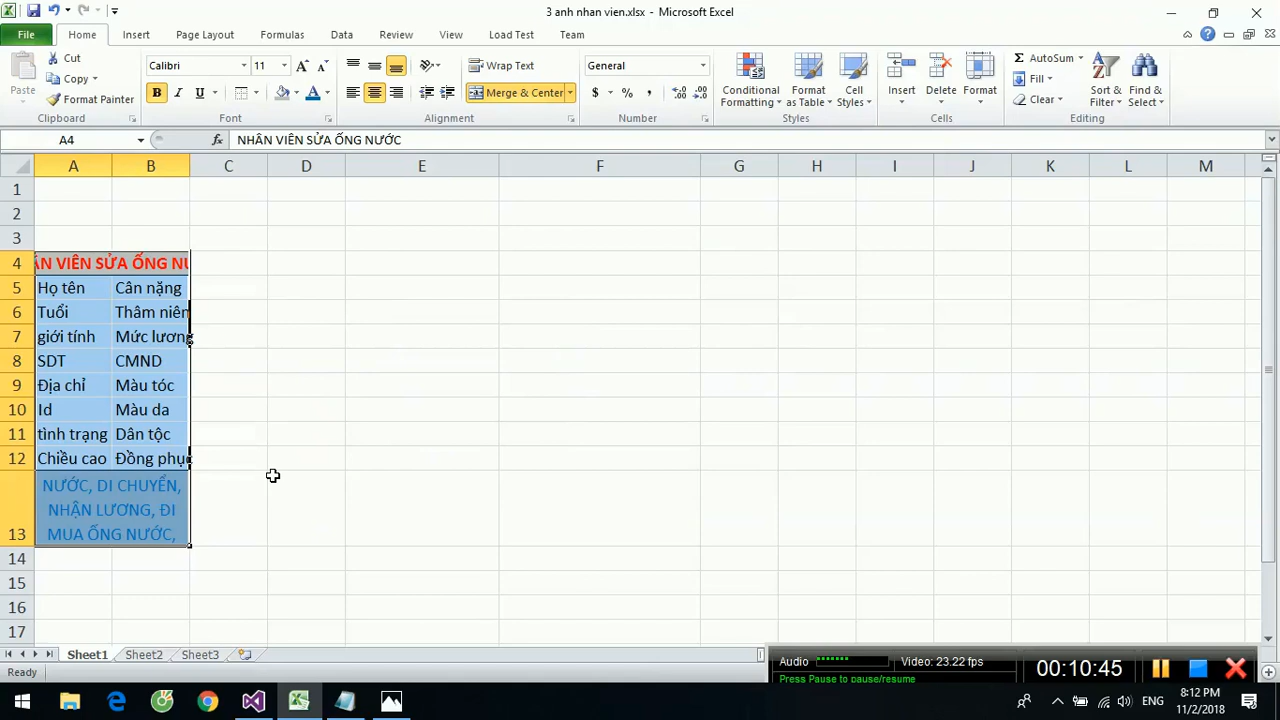 3 anh nhan vien.xlsx - Microsoft Excel
File Home Insert Page Layout Formulas Data Review View Load Test Team
Paste Cut Copy Format Painter Clipboard
Calibri 11 B I U A Font
Wrap Text Merge & Center Alignment
General $ % , Number
Conditional Formatting Format as Table Cell Styles Styles
Insert Delete Format Cells
AutoSum Fill Clear Sort & Filter Find & Select Editing
A4 fx NHÂN VIÊN SỬA ỐNG NƯỚC
A B C D E F G H I J K L M
1
2
3
4 ÂN VIÊN SỬA ỐNG NƯ
5 Họ tên Cân nặng
6 Tuổi Thâm niên
7 giới tính Mức lương
8 SDT CMND
9 Địa chỉ Màu tóc
10 Id Màu da
11 tình trạng Dân tộc
12 Chiều cao Đồng phục
NƯỚC, DI CHUYỂN,
NHẬN LƯƠNG, ĐI
13 MUA ỐNG NƯỚC,
14
15
16
17
Sheet1 Sheet2 Sheet3
Ready
Audio Video: 23.22 fps 00:10:45
Press Pause to pause/resume
ENG 8:12 PM
11/2/2018